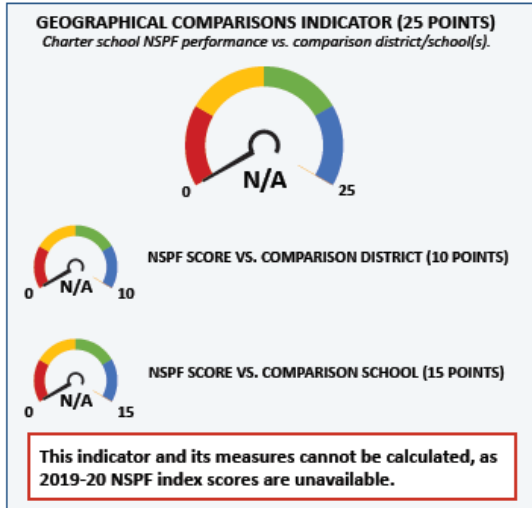 GEOGRAPHICAL COMPARISONS INDICATOR (25 POINTS)
Charter school NSPF performance vs. comparison district/school(s).
N/A
0
25
NSPF SCORE VS. COMPARISON DISTRICT (10 POINTS)
N/A
0
10
NSPF SCORE VS. COMPARISON SCHOOL (15 POINTS)
N/A
0
15
This indicator and its measures cannot be calculated, as
2019-20 NSPF index scores are unavailable.